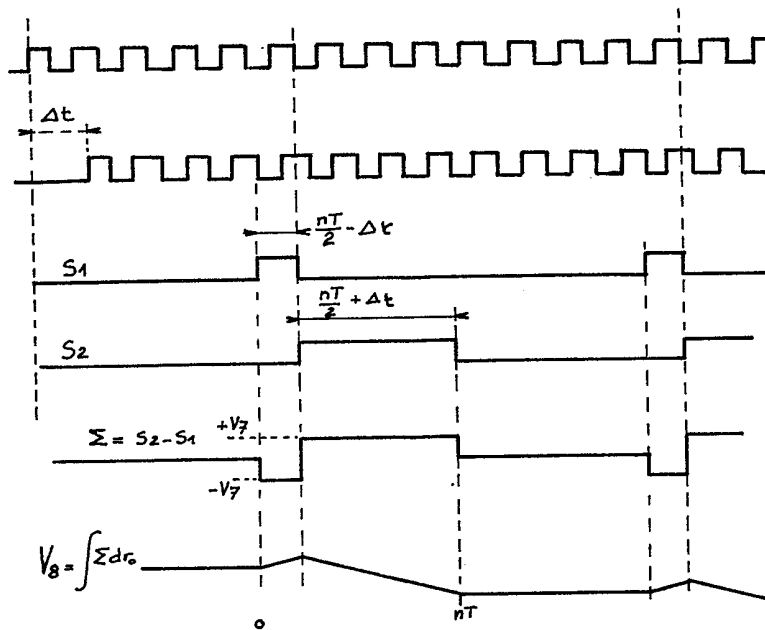 Δt
nT/2 - Δt
S1
nT/2 + Δt
S2
+V7
Σ = S2-S1
-V7
V8 = ∫Σdr₀
nT
0